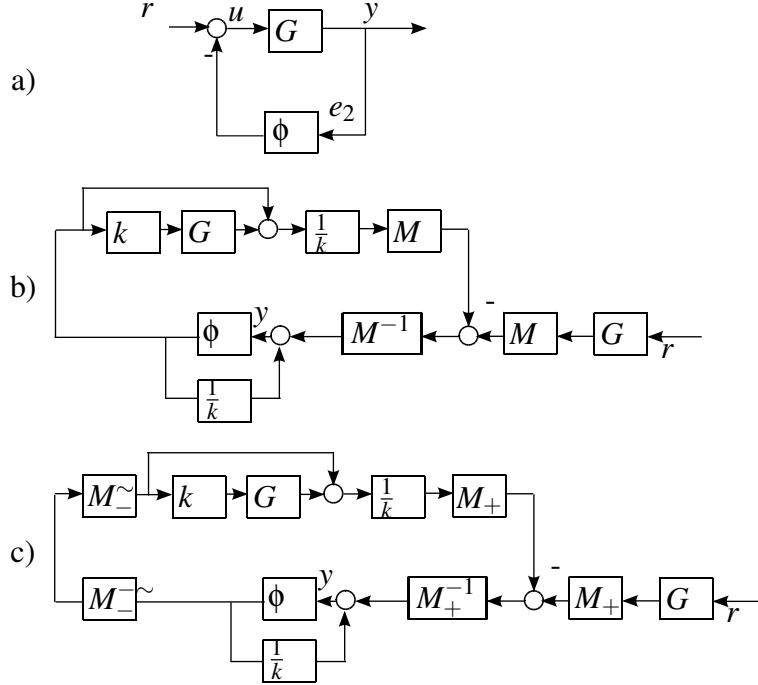 r u G y
-
a)
e₂
ϕ
k G 1/k M
b)
-
ϕ y M⁻¹ M G
r
1/k
M₋^∼ k G 1/k M₊
c)
-
M₋^−∼ ϕ y M₊⁻¹ M₊ G
r
1/k